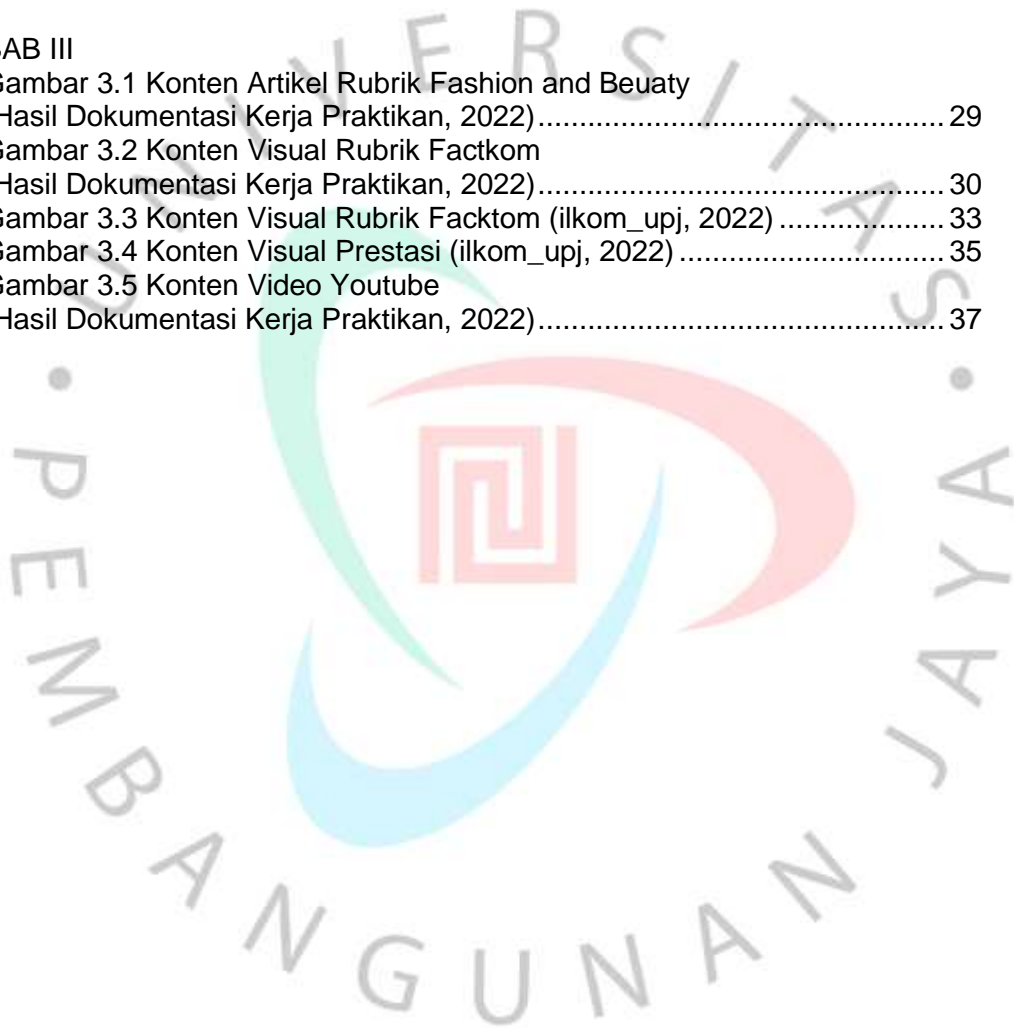 AB III
ambar 3.1 Konten Artikel Rubrik Fashion and Beuaty
Hasil Dokumentasi Kerja Praktikan, 2022)................................................. 29
ambar 3.2 Konten Visual Rubrik Factkom
Hasil Dokumentasi Kerja Praktikan, 2022)................................................. 30
ambar 3.3 Konten Visual Rubrik Facktom (ilkom_upj, 2022).................... 33
ambar 3.4 Konten Visual Prestasi (ilkom_upj, 2022)................................ 35
ambar 3.5 Konten Video Youtube
Hasil Dokumentasi Kerja Praktikan, 2022)................................................. 37
UNIVERSITAS • PEMBANGUNAN JAYA •